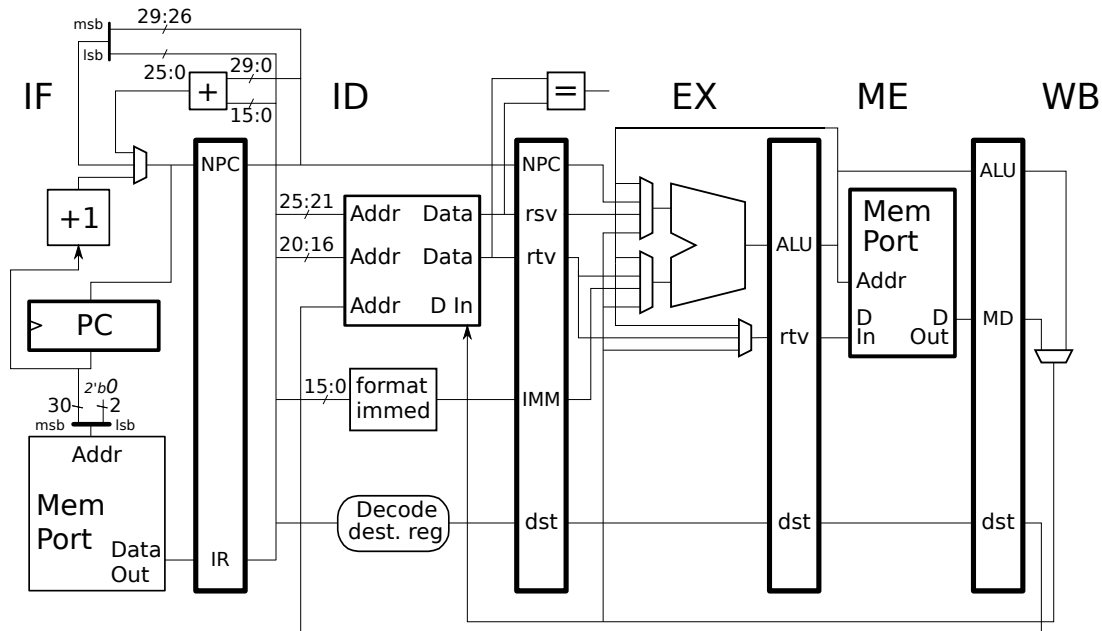 29:26
msb
lsb
25:0
29:0
+
15:0
=
IF
ID
EX
ME
WB
NPC
NPC
ALU
+1
25:21
Addr
Data
rsv
Mem
Port
20:16
Addr
Data
rtv
ALU
Addr
Addr
D In
PC
D
In
D
Out
MD
rtv
2'b0
30
2
msb
lsb
15:0
format
immed
IMM
Addr
Mem
Port
Data
Out
IR
Decode
dest. reg
dst
dst
dst